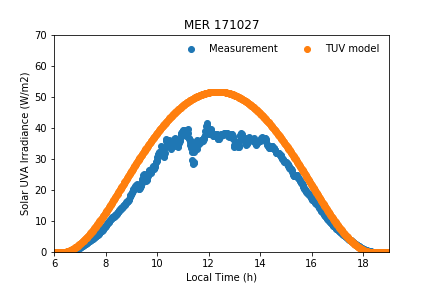 MER 171027
Measurement
TUV model
Solar UVA Irradiance (W/m2)
70
60
50
40
30
20
10
0
6 8 10 12 14 16 18
Local Time (h)